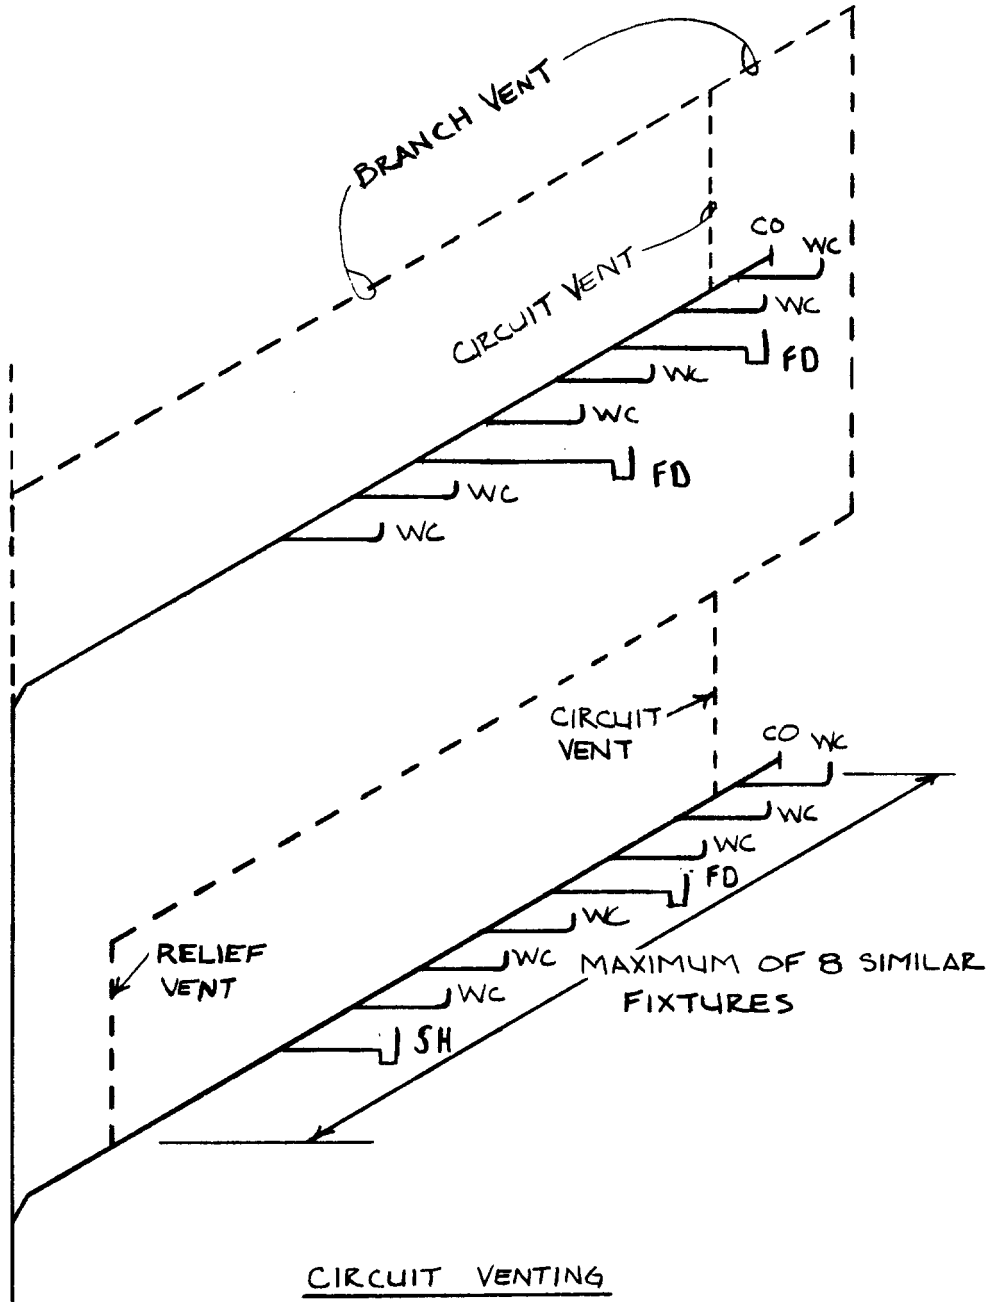 BRANCH VENT
CO
WC
CIRCUIT VENT
WC
FD
WC
WC
FD
WC
WC
CIRCUIT
VENT
CO WC
WC
WC
FD
WC
RELIEF
VENT
WC
MAXIMUM OF 8 SIMILAR
FIXTURES
WC
SH
CIRCUIT VENTING